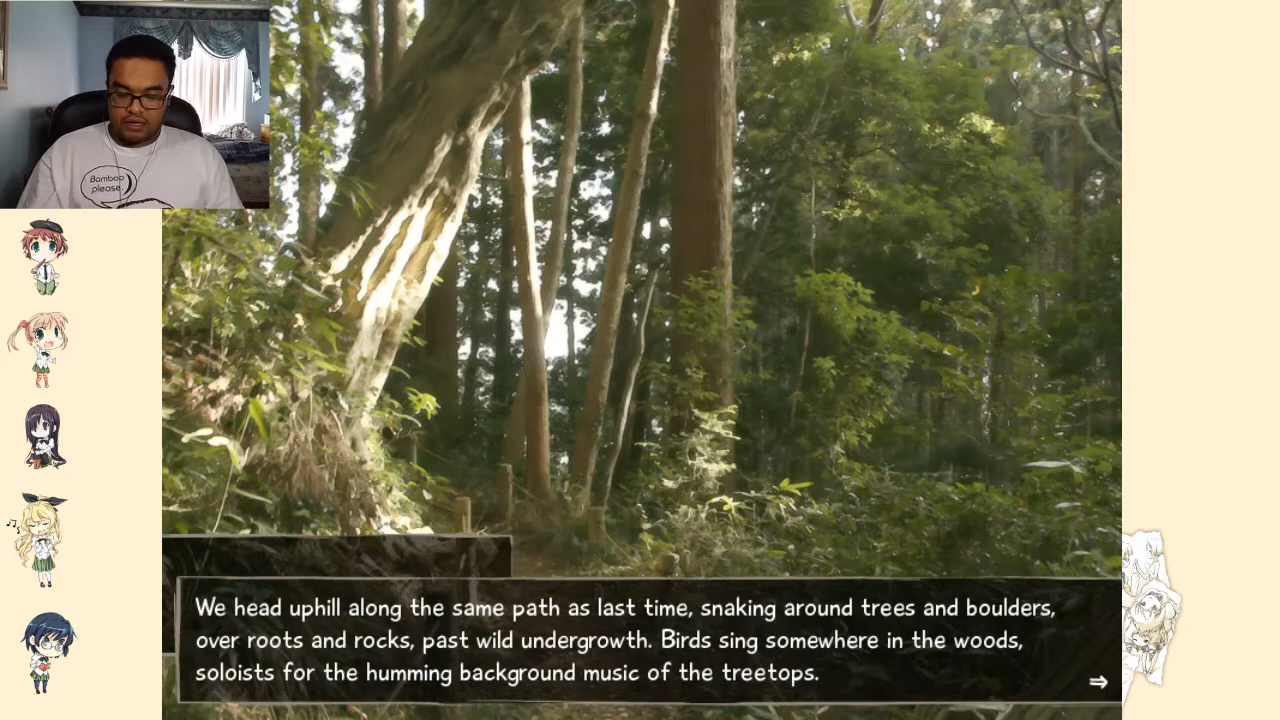 Bamboo
please.
We head uphill along the same path as last time, snaking around trees and boulders,
over roots and rocks, past wild undergrowth. Birds sing somewhere in the woods,
soloists for the humming background music of the treetops.